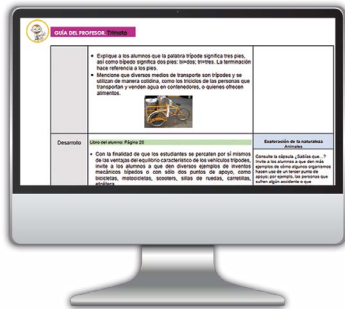 GUÍA DEL PROFESOR Trineto
• Explique a los alumnos que la palabra trípode significa tres pies,
así como bípedo significa dos pies: bi=dos; tri=tres. La terminación
hace referencia a los pies.
• Mencione que diversos medios de transporte son trípodes y se
utilizan de manera cotidina, como los triciclos de las personas que
transportan y venden agua en contenedores, o quienes ofrecen
alimentos.
Desarrollo
Libro del alumno: Página 20
• Con la finalidad de que los estudiantes se percaten por sí mismos
de las ventajas del equilibrio característico de los vehículos trípodes,
invite a los alumnos a que den diversos ejemplos de inventos
mecánicos bípedos o con sólo dos puntos de apoyo, como
bicicletas, motocicletas, scooters, sillas de ruedas, carretillas,
etcétera
Exploración de la naturaleza
Animales
Consulte la cápsula ¿Sabías que...?
Invite a los alumnos a que den más
ejemplos de cómo algunos organismos
hacen uso de un tercer punto de
apoyo; por ejemplo, las personas que
sufren algún accidente o que